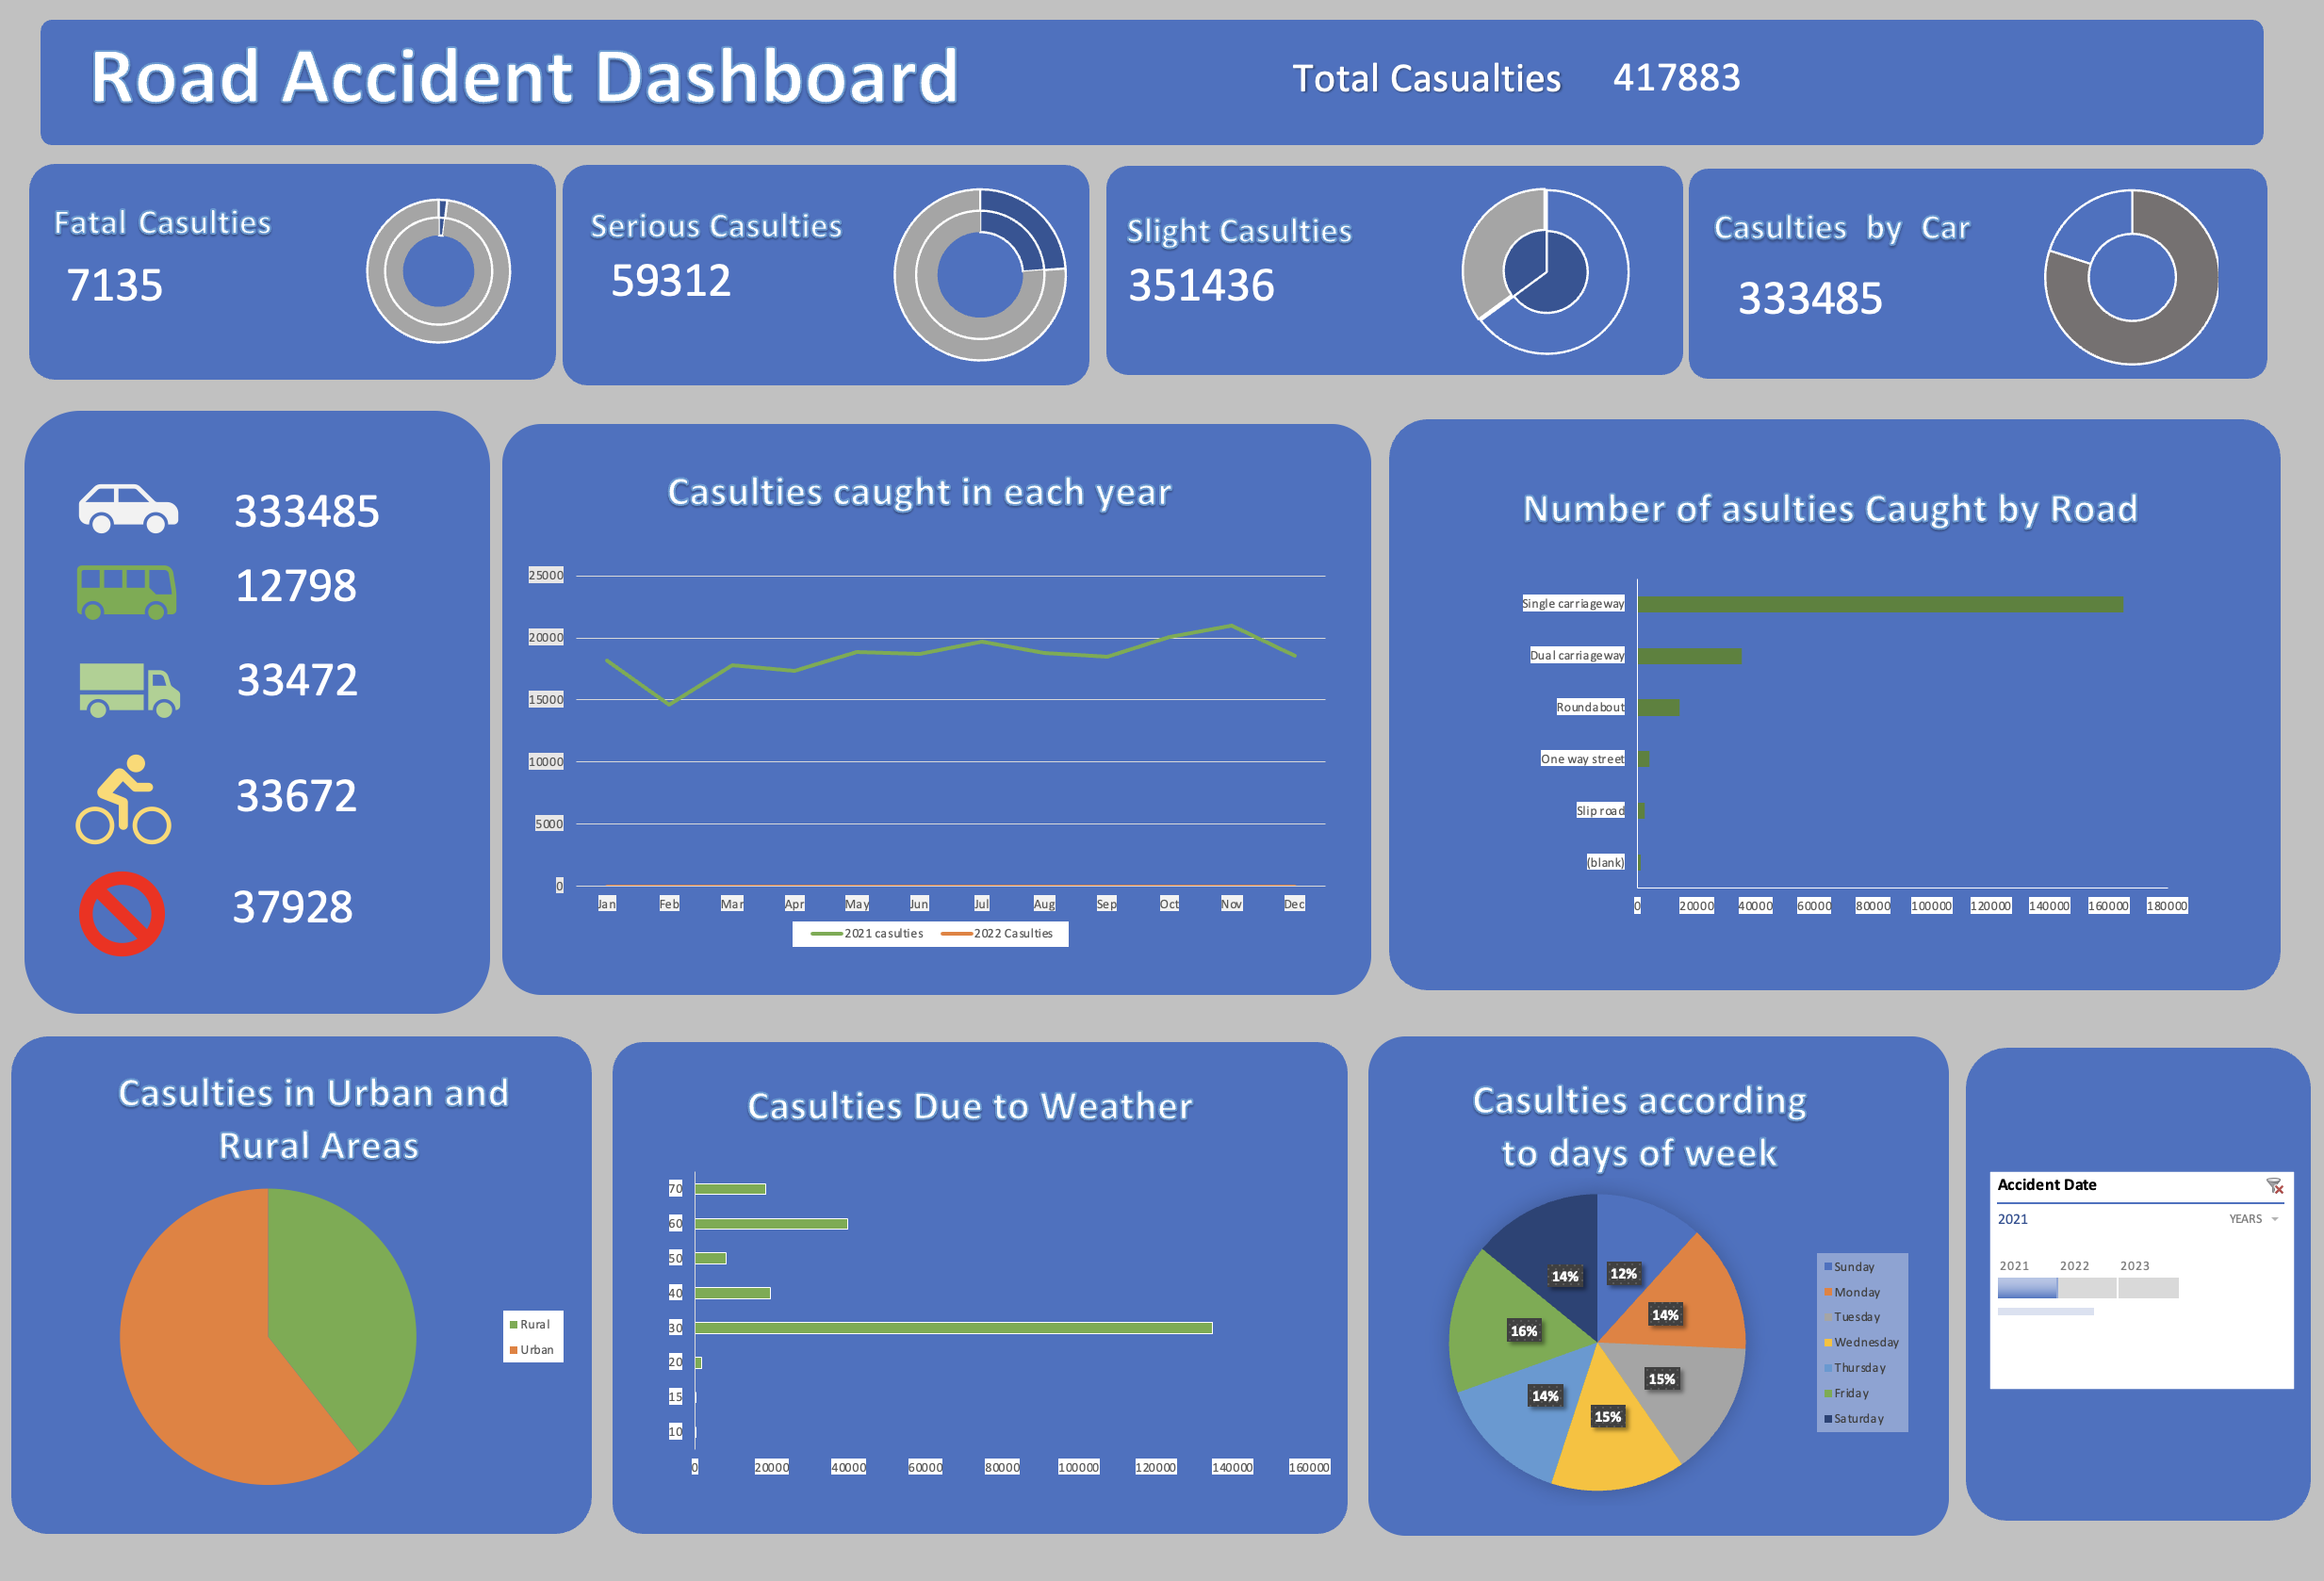 Road Accident Dashboard
Total Casualties 417883
Fatal Casulties
7135
Serious Casulties
59312
Slight Casulties
351436
Casulties by Car
333485
333485
12798
33472
33672
37928
Casulties caught in each year
25000
20000
15000
10000
5000
0
Jan Feb Mar Apr May Jun Jul Aug Sep Oct Nov Dec
2021 casulties 2022 Casulties
Number of asulties Caught by Road
Single carriageway
Dual carriageway
Roundabout
One way street
Slip road
(blank)
0 20000 40000 60000 80000 100000 120000 140000 160000 180000
Casulties in Urban and
Rural Areas
Rural
Urban
Casulties Due to Weather
70
60
50
40
30
20
15
10
0 20000 40000 60000 80000 100000 120000 140000 160000
Casulties according
to days of week
14% 12%
14%
16%
15%
14%
15%
Sunday
Monday
Tuesday
Wednesday
Thursday
Friday
Saturday
Accident Date
2021 YEARS
2021 2022 2023